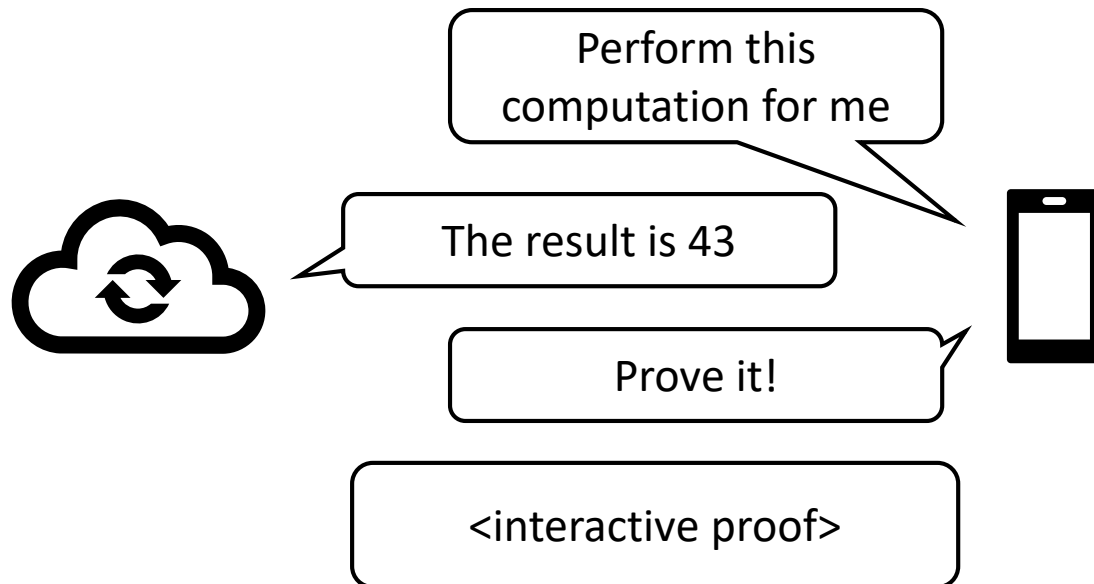 Perform this
computation for me
The result is 43
Prove it!
<interactive proof>